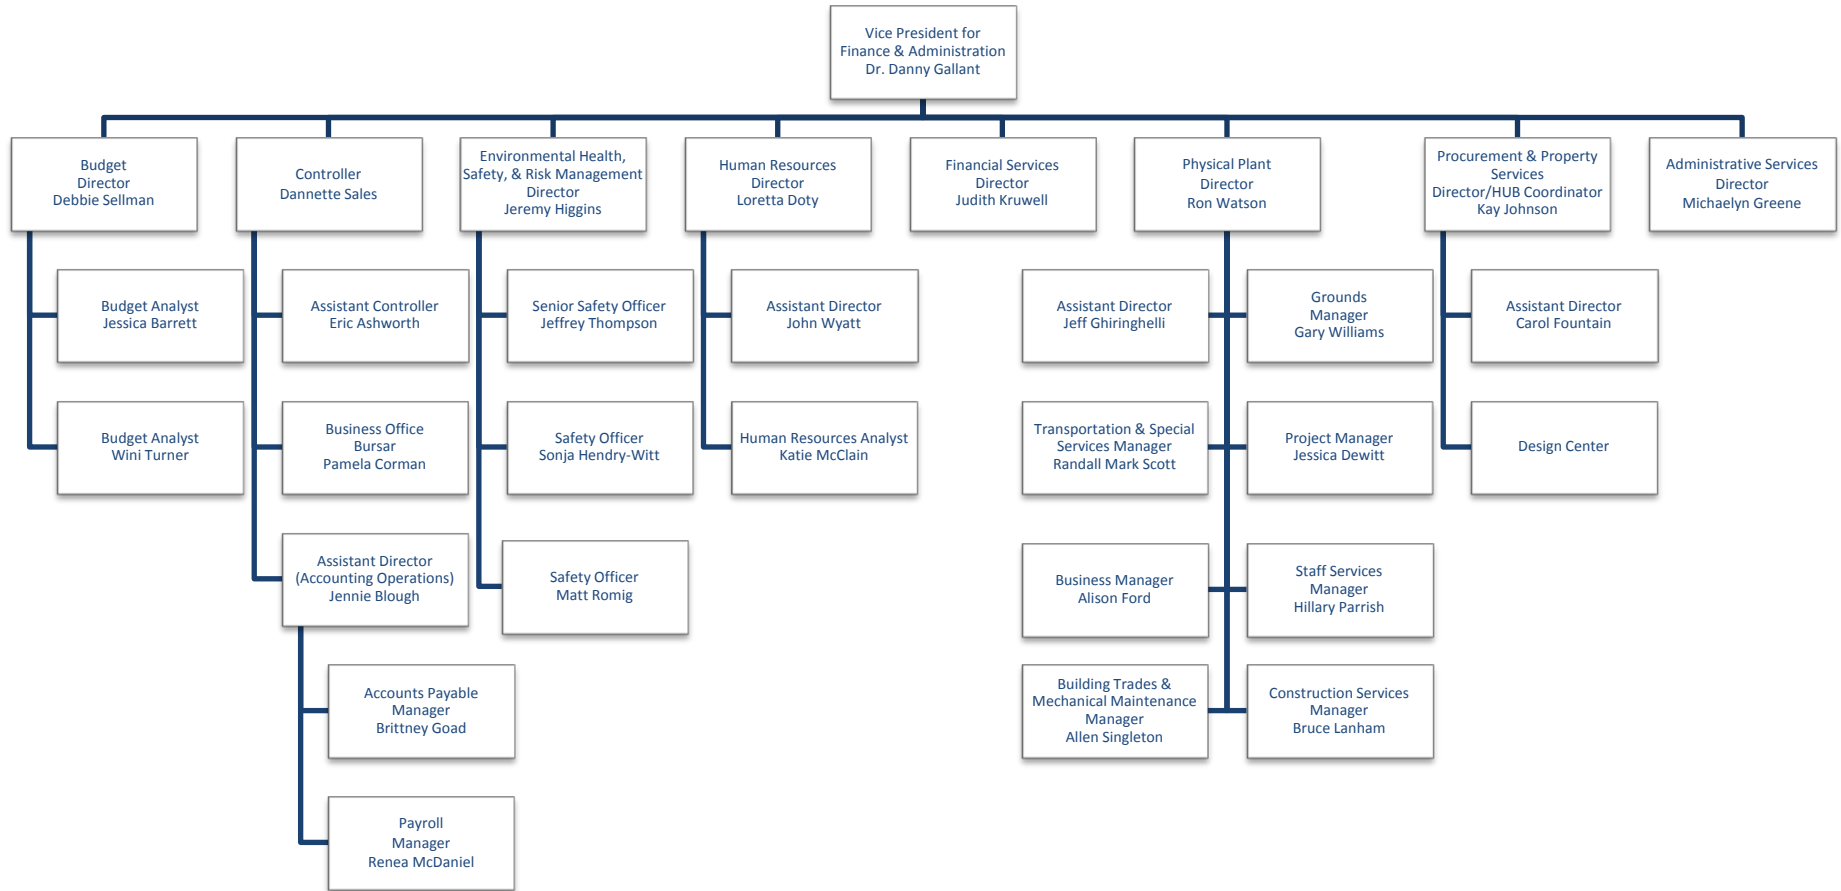 Vice President for
Finance & Administration
Dr. Danny Gallant
Budget
Director
Debbie Sellman
Controller
Dannette Sales
Environmental Health,
Safety, & Risk Management
Director
Jeremy Higgins
Human Resources
Director
Loretta Doty
Financial Services
Director
Judith Kruwell
Physical Plant
Director
Ron Watson
Procurement & Property
Services
Director/HUB Coordinator
Kay Johnson
Administrative Services
Director
Michaelyn Greene
Budget Analyst
Jessica Barrett
Assistant Controller
Eric Ashworth
Senior Safety Officer
Jeffrey Thompson
Assistant Director
John Wyatt
Assistant Director
Jeff Ghiringhelli
Grounds
Manager
Gary Williams
Assistant Director
Carol Fountain
Budget Analyst
Wini Turner
Business Office
Bursar
Pamela Corman
Safety Officer
Sonja Hendry-Witt
Human Resources Analyst
Katie McClain
Transportation & Special
Services Manager
Randall Mark Scott
Project Manager
Jessica Dewitt
Design Center
Assistant Director
(Accounting Operations)
Jennie Blough
Safety Officer
Matt Romig
Business Manager
Alison Ford
Staff Services
Manager
Hillary Parrish
Accounts Payable
Manager
Brittney Goad
Building Trades &
Mechanical Maintenance
Manager
Allen Singleton
Construction Services
Manager
Bruce Lanham
Payroll
Manager
Renea McDaniel